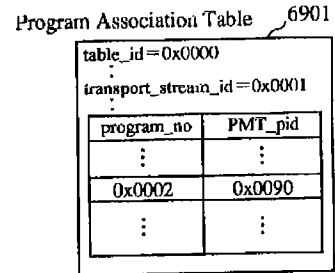 Program Association Table 6901
table_id=0x0000
⋮
transport_stream_id=0x0001
⋮
program_no PMT_pid
⋮ ⋮
0x0002 0x0090
⋮ ⋮